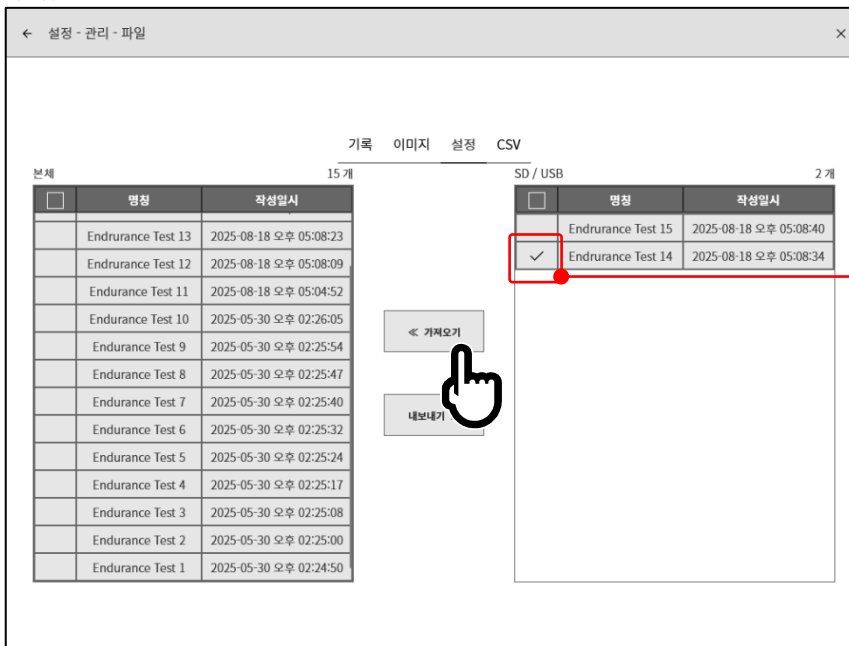 ← 설정 - 관리 - 파일 ×
기록 이미지 설정 CSV
본체 15 개
명칭 작성일시
Endrurance Test 13 2025-08-18 오후 05:08:23
Endrurance Test 12 2025-08-18 오후 05:08:09
Endurance Test 11 2025-08-18 오후 05:04:52
Endurance Test 10 2025-05-30 오후 02:26:05
Endurance Test 9 2025-05-30 오후 02:25:54
Endurance Test 8 2025-05-30 오후 02:25:47
Endurance Test 7 2025-05-30 오후 02:25:40
Endurance Test 6 2025-05-30 오후 02:25:32
Endurance Test 5 2025-05-30 오후 02:25:24
Endurance Test 4 2025-05-30 오후 02:25:17
Endurance Test 3 2025-05-30 오후 02:25:08
Endurance Test 2 2025-05-30 오후 02:25:00
Endurance Test 1 2025-05-30 오후 02:24:50
≪ 가져오기
내보내기
SD / USB 2 개
명칭 작성일시
Endrurance Test 15 2025-08-18 오후 05:08:40
✓ Endrurance Test 14 2025-08-18 오후 05:08:34